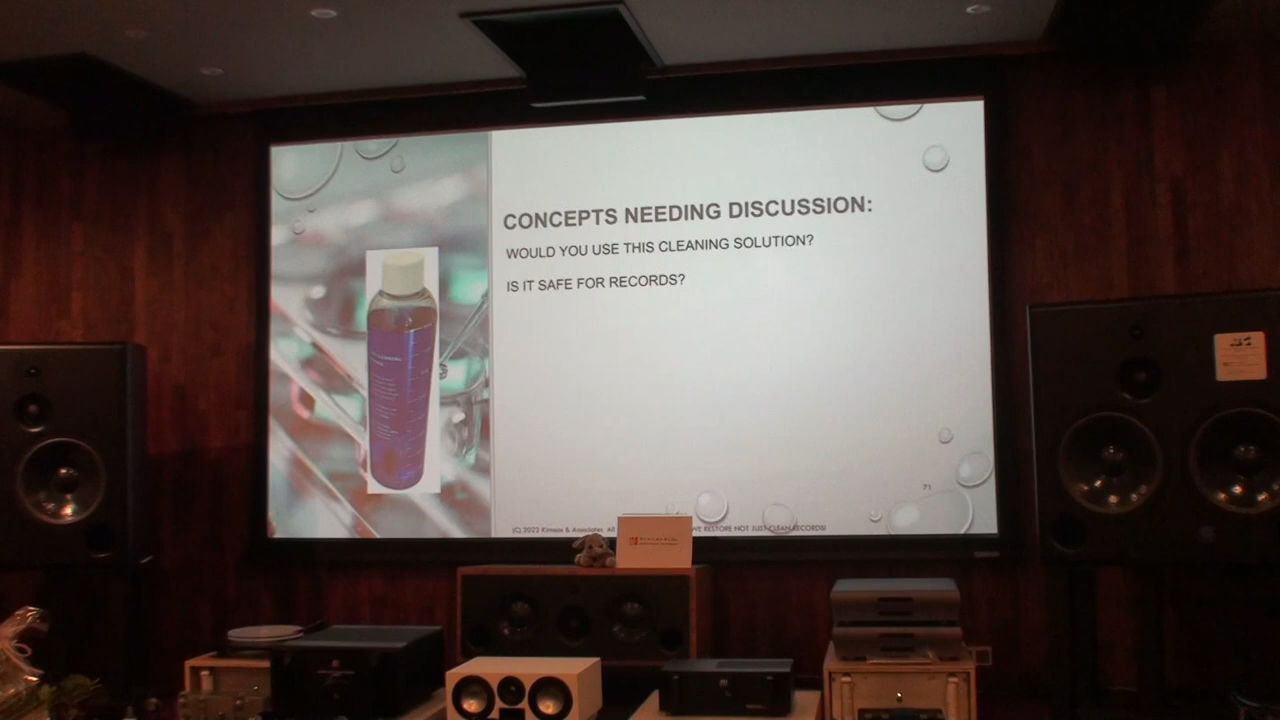 CONCEPTS NEEDING DISCUSSION:
WOULD YOU USE THIS CLEANING SOLUTION?
IS IT SAFE FOR RECORDS?
71
(C) 2023 & Associates All WE RESTORE NOT JUST CLEAN RECORDS!